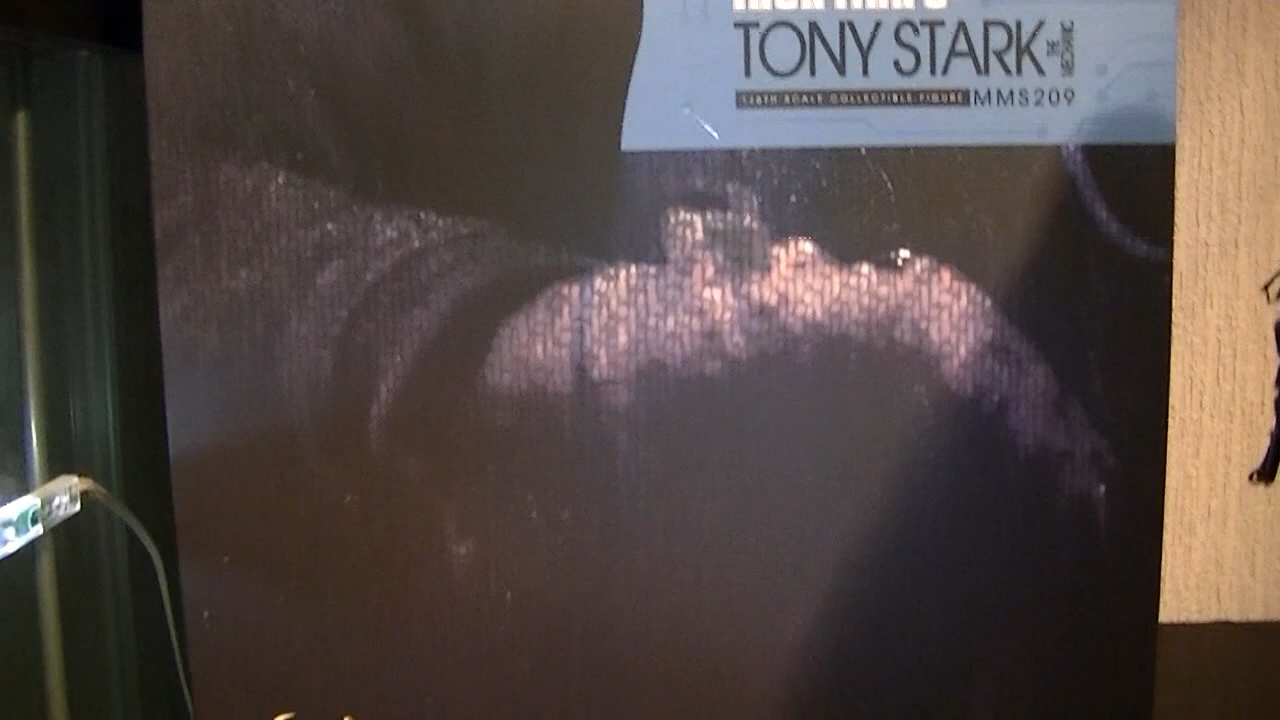 TONY STARK THE MECHANIC
1/6TH SCALE COLLECTIBLE FIGURE MMS209